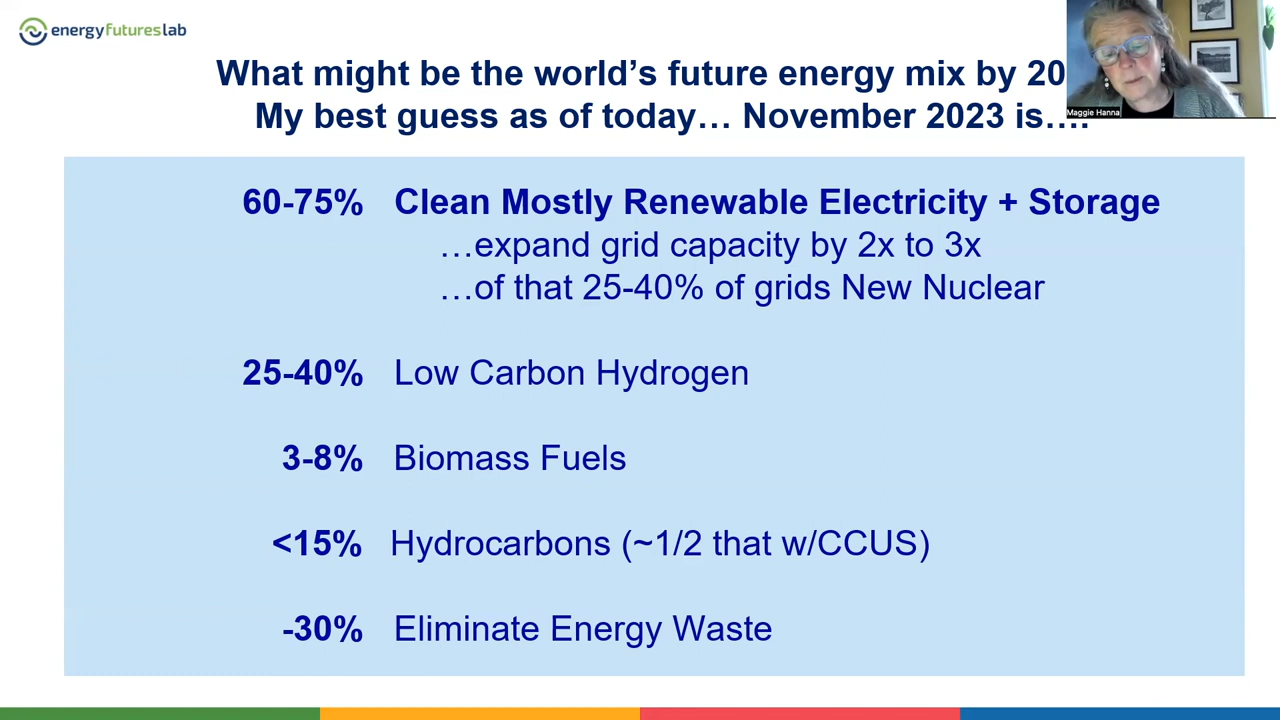 energyfutureslab
What might be the world's future energy mix by 20
My best guess as of today… November 2023 is….
Maggie Hanna
60-75% Clean Mostly Renewable Electricity + Storage
…expand grid capacity by 2x to 3x
…of that 25-40% of grids New Nuclear
25-40% Low Carbon Hydrogen
3-8% Biomass Fuels
<15% Hydrocarbons (~1/2 that w/CCUS)
-30% Eliminate Energy Waste